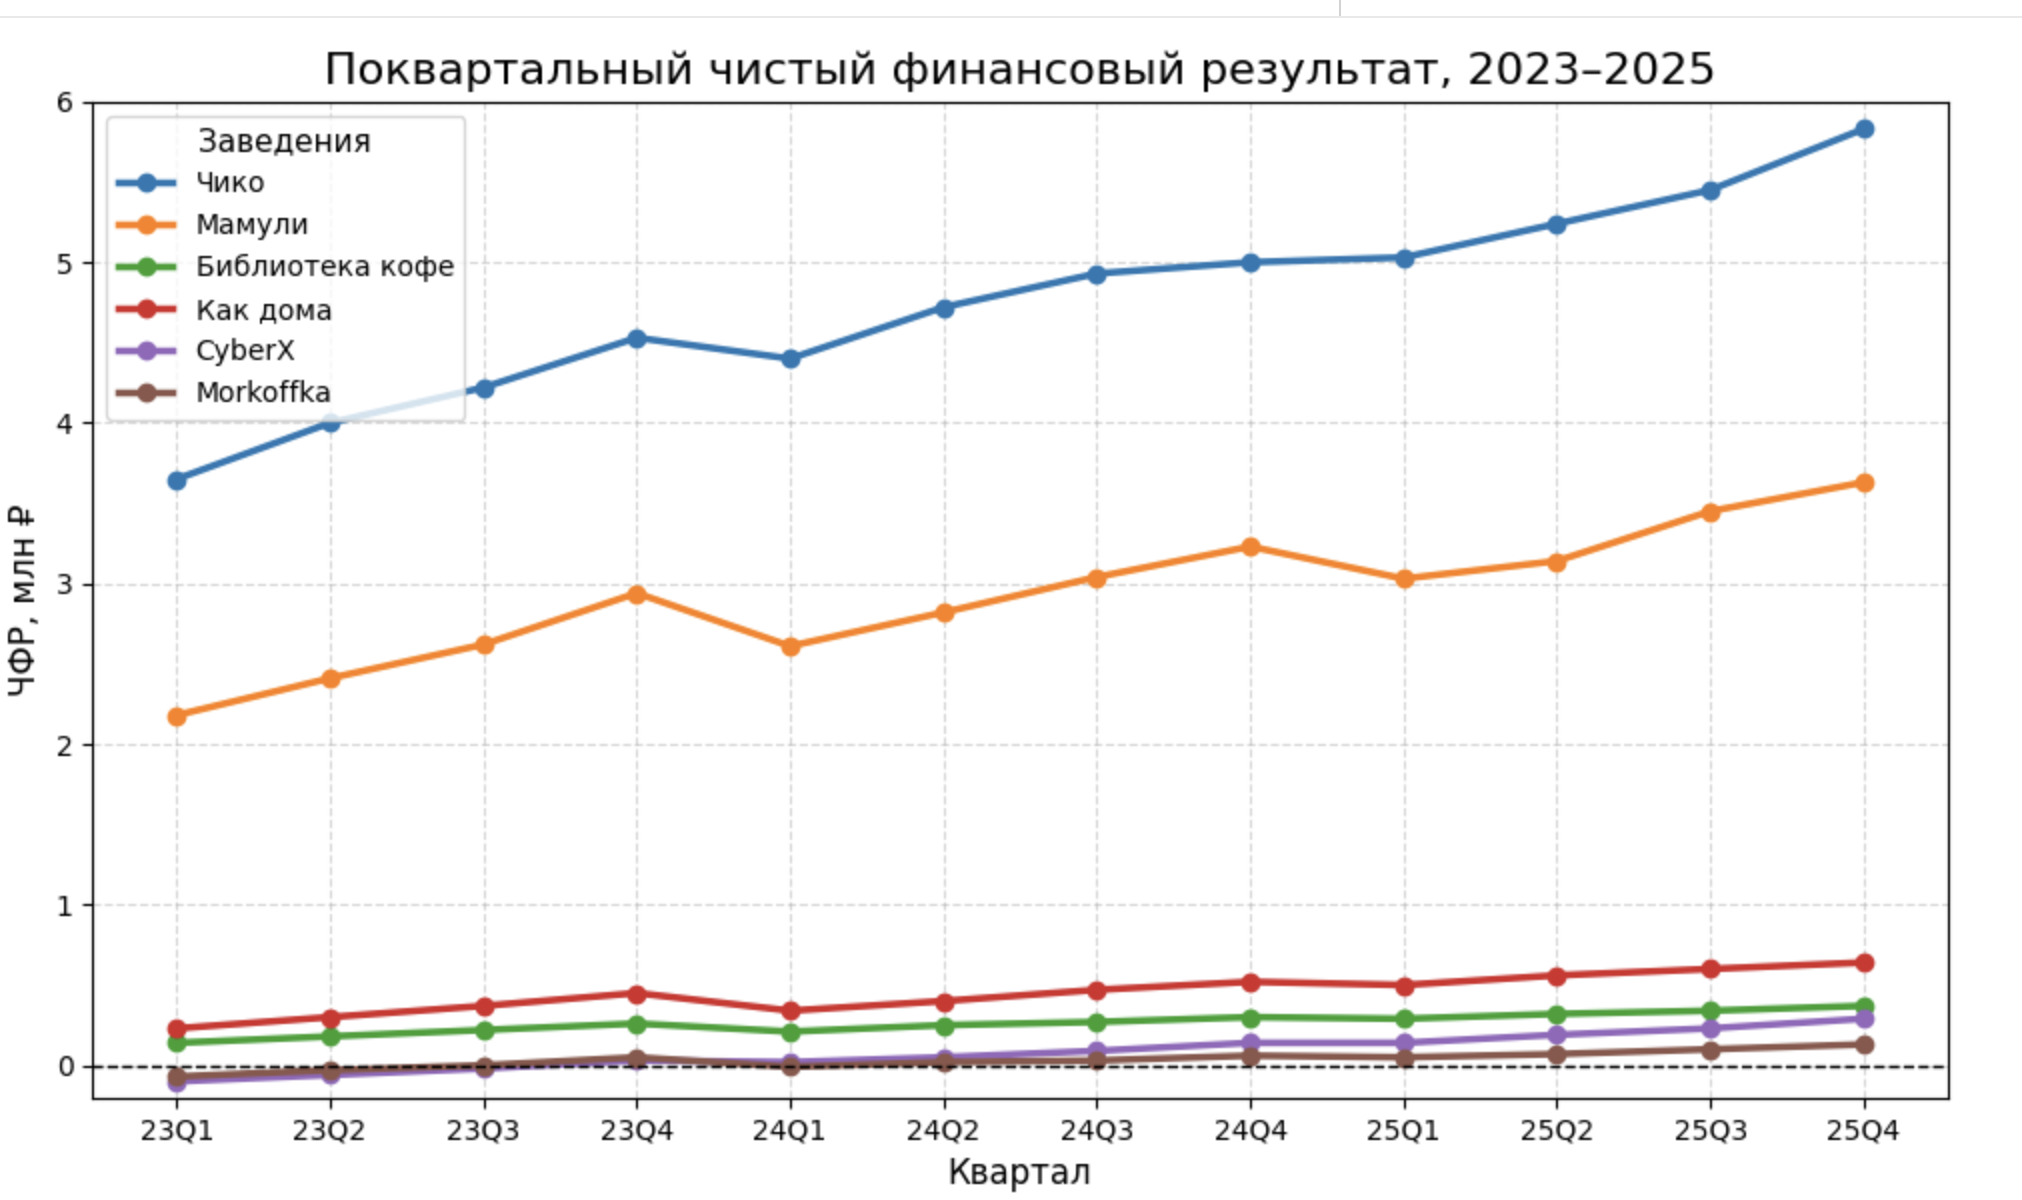 Поквартальный чистый финансовый результат, 2023–2025
6
5
4
3
2
1
0
ЧФР, млн ₽
Заведения
Чико
Мамули
Библиотека кофе
Как дома
CyberX
Morkoffka
23Q1 23Q2 23Q3 23Q4 24Q1 24Q2 24Q3 24Q4 25Q1 25Q2 25Q3 25Q4
Квартал